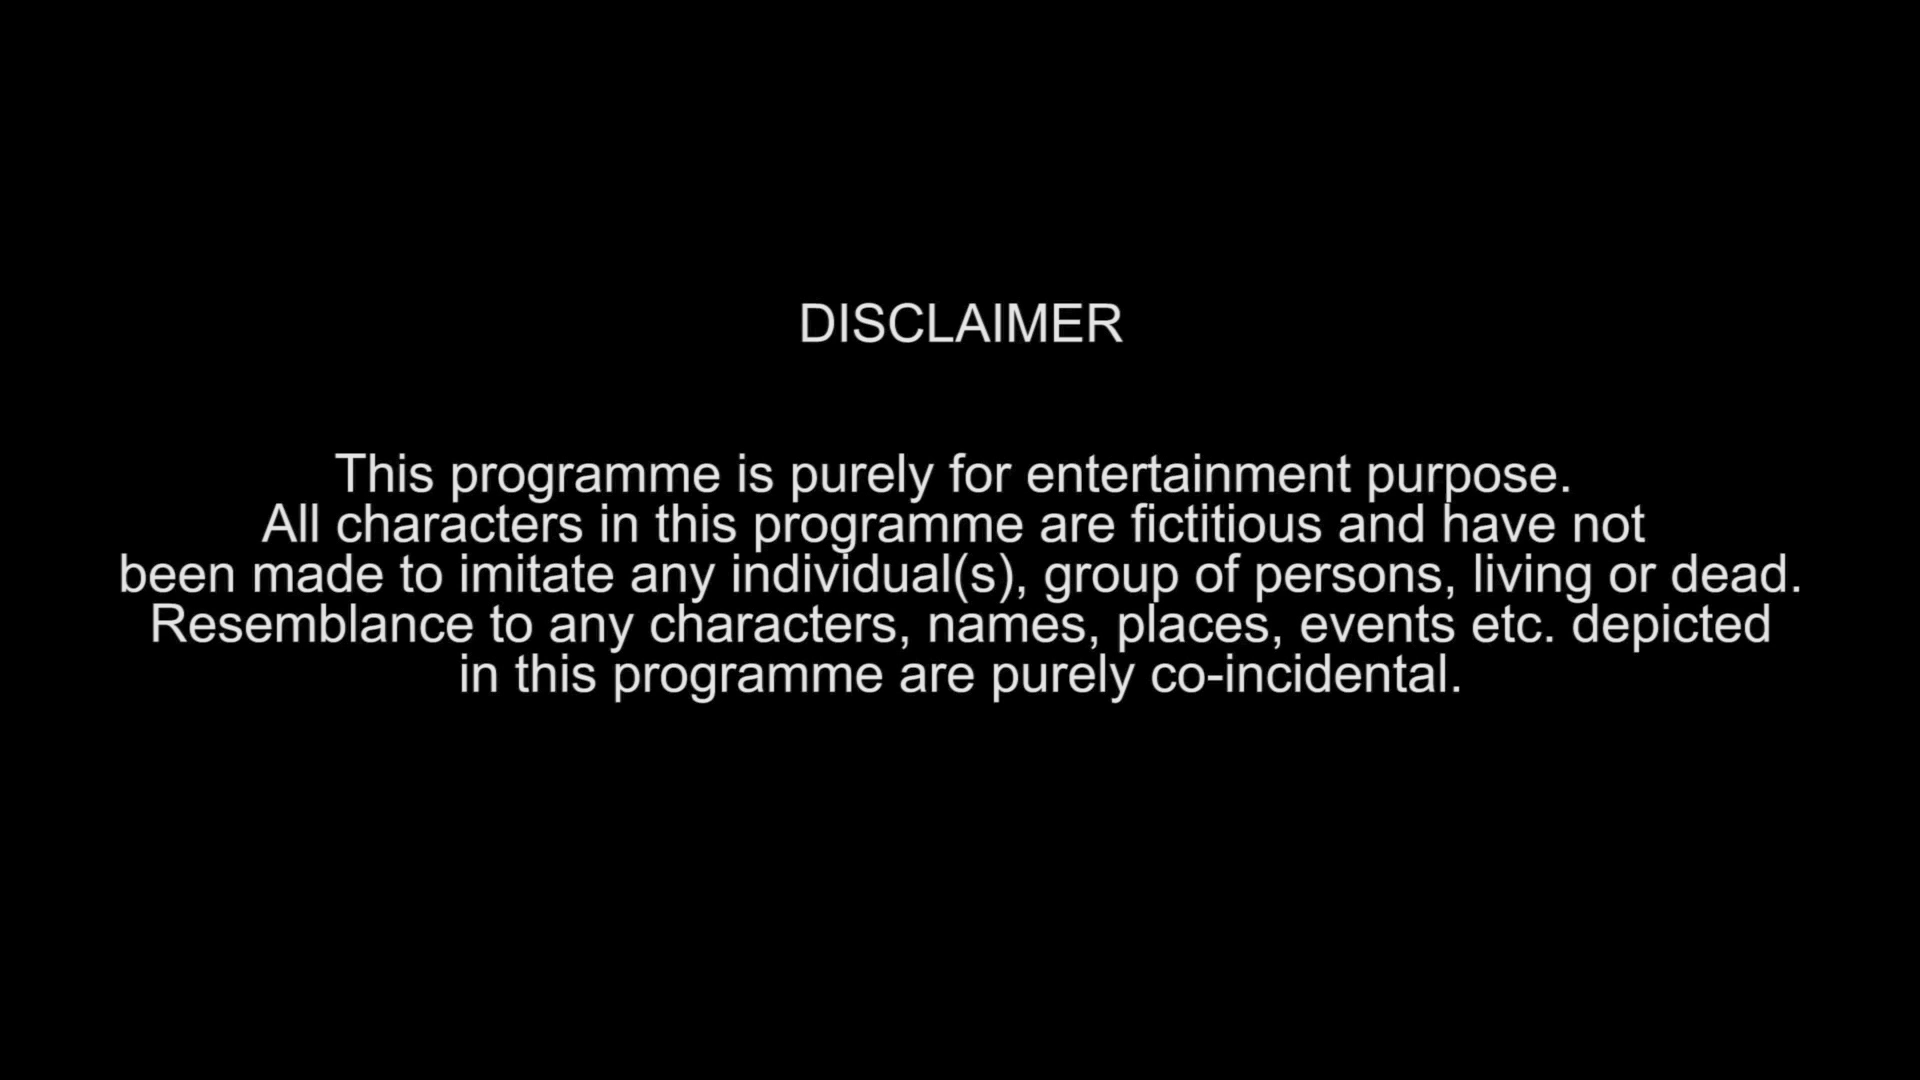 DISCLAIMER
This programme is purely for entertainment purpose.
All characters in this programme are fictitious and have not
been made to imitate any individual(s), group of persons, living or dead.
Resemblance to any characters, names, places, events etc. depicted
in this programme are purely co-incidental.